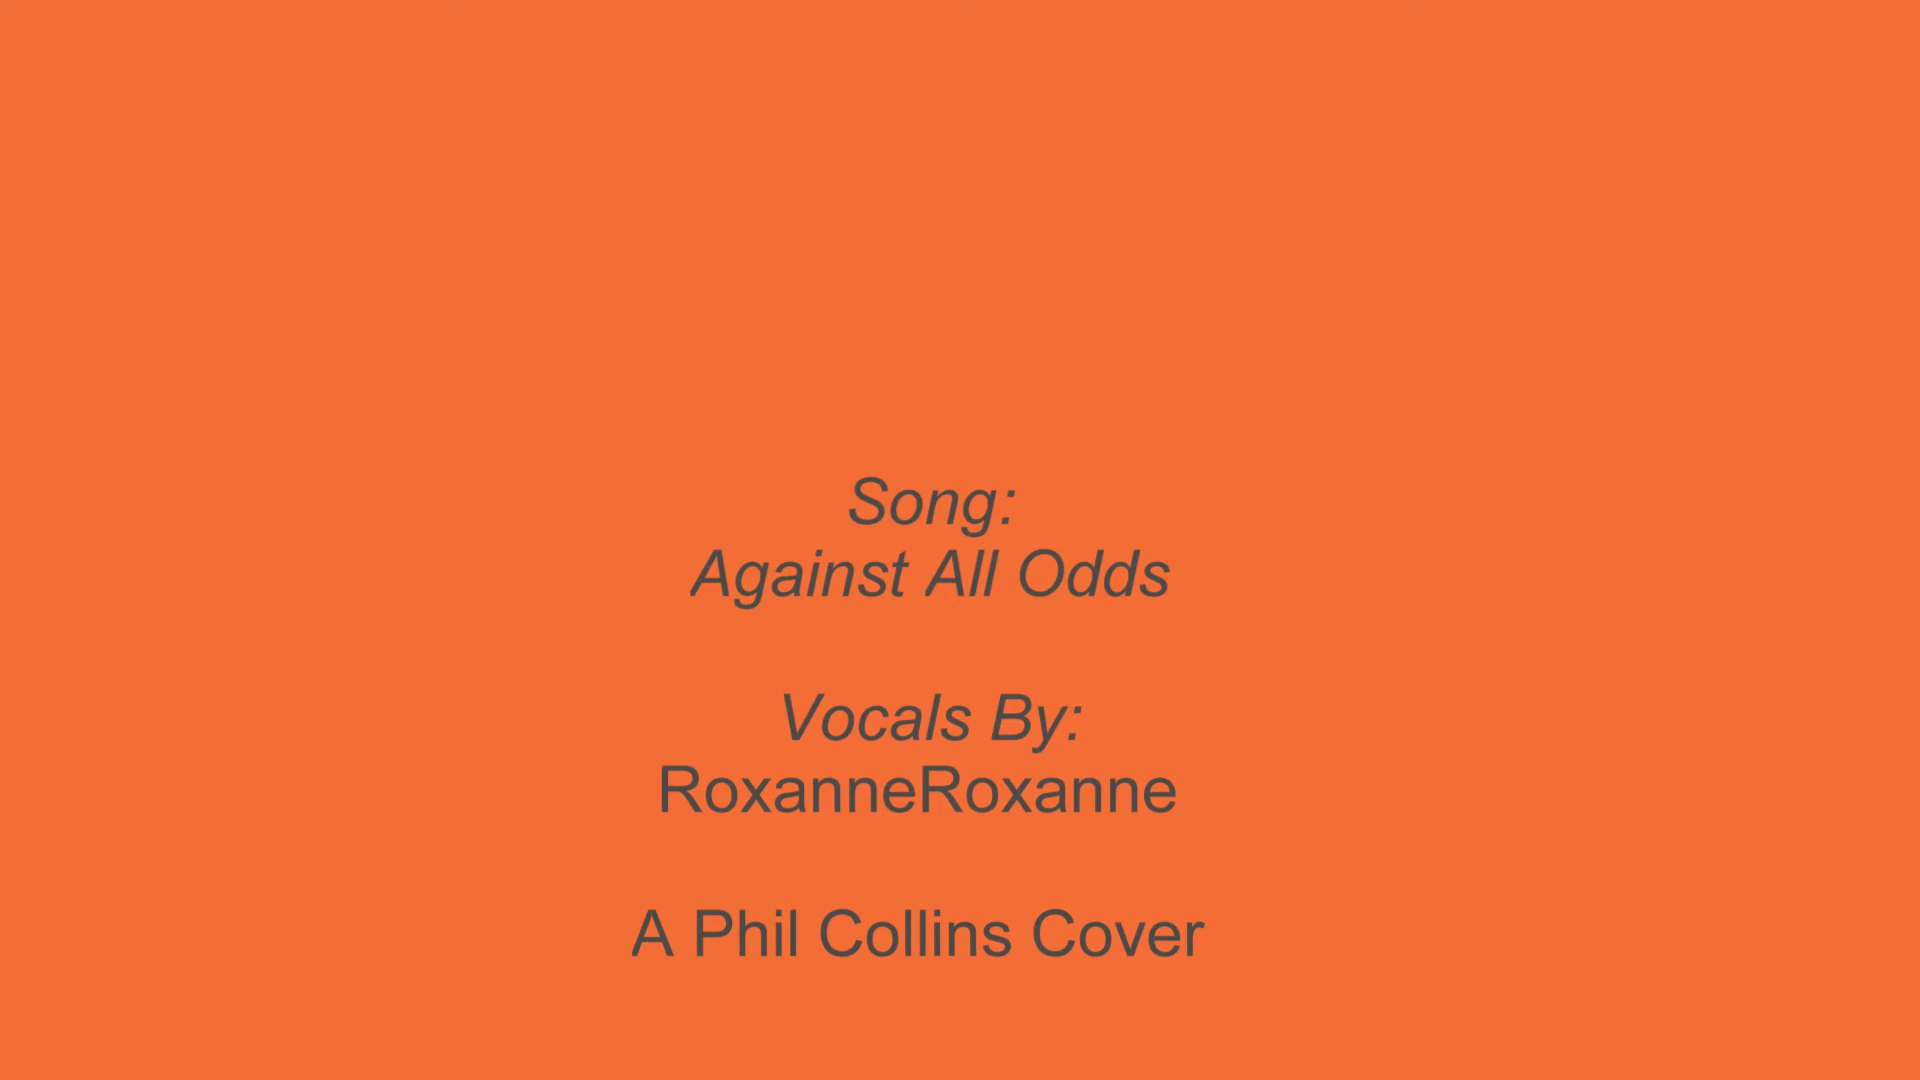 Song:
Against All Odds
Vocals By:
RoxanneRoxanne
A Phil Collins Cover